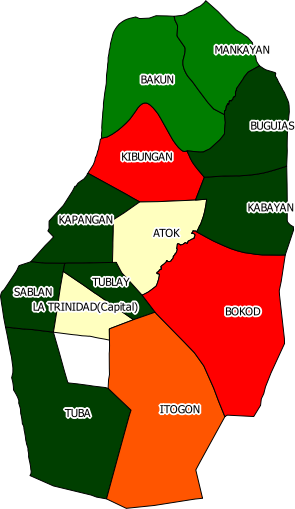 MANKAYAN
BAKUN
BUGUIAS
KIBUNGAN
KABAYAN
KAPANGAN
ATOK
TUBLAY
SABLAN
LA TRINIDAD(Capital)
BOKOD
TUBA
ITOGON